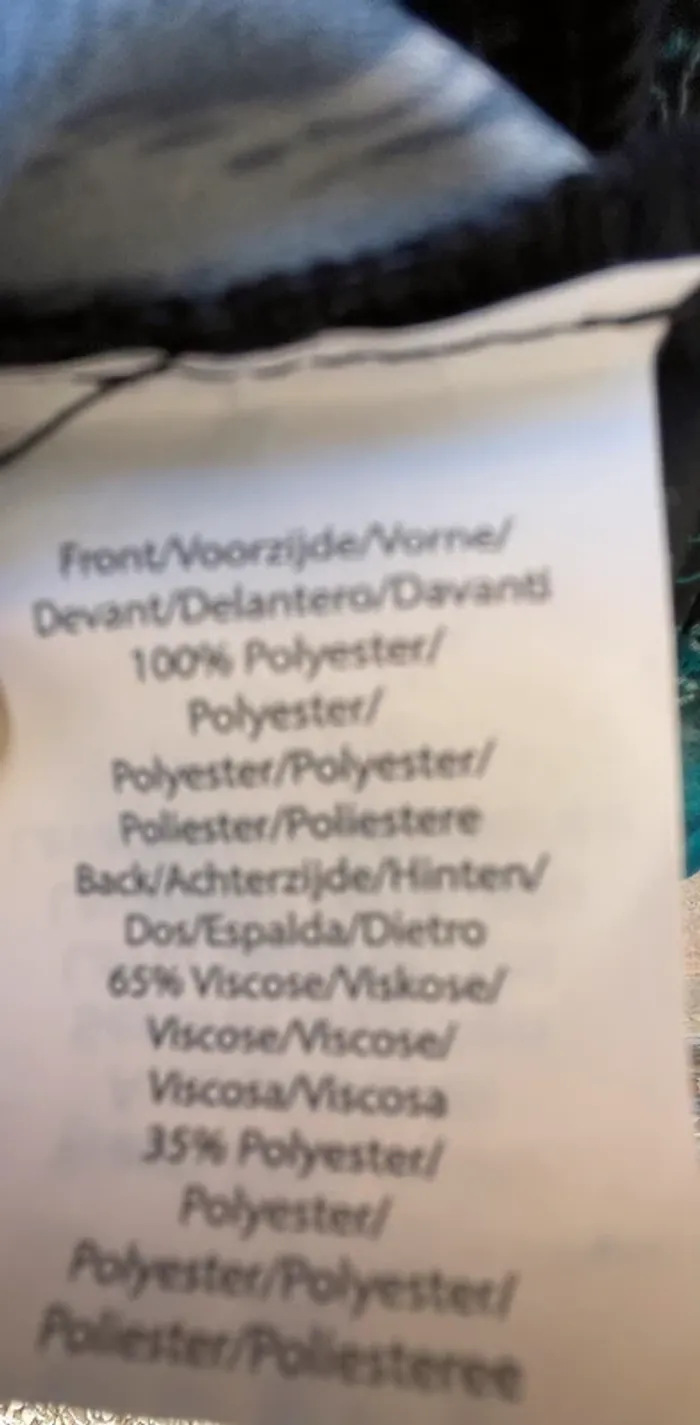 Front/Voorzijde/Vorne/
Devant/Delantero/Davanti
100% Polyester/
Polyester/
Polyester/Polyester/
Poliester/Poliestere
Back/Achterzijde/Hinten/
Dos/Espalda/Dietro
65% Viscose/Viskose/
Viscose/Viscose/
Viscosa/Viscosa
35% Polyester/
Polyester/
Polyester/Polyester/
Poliester/Poliesteree